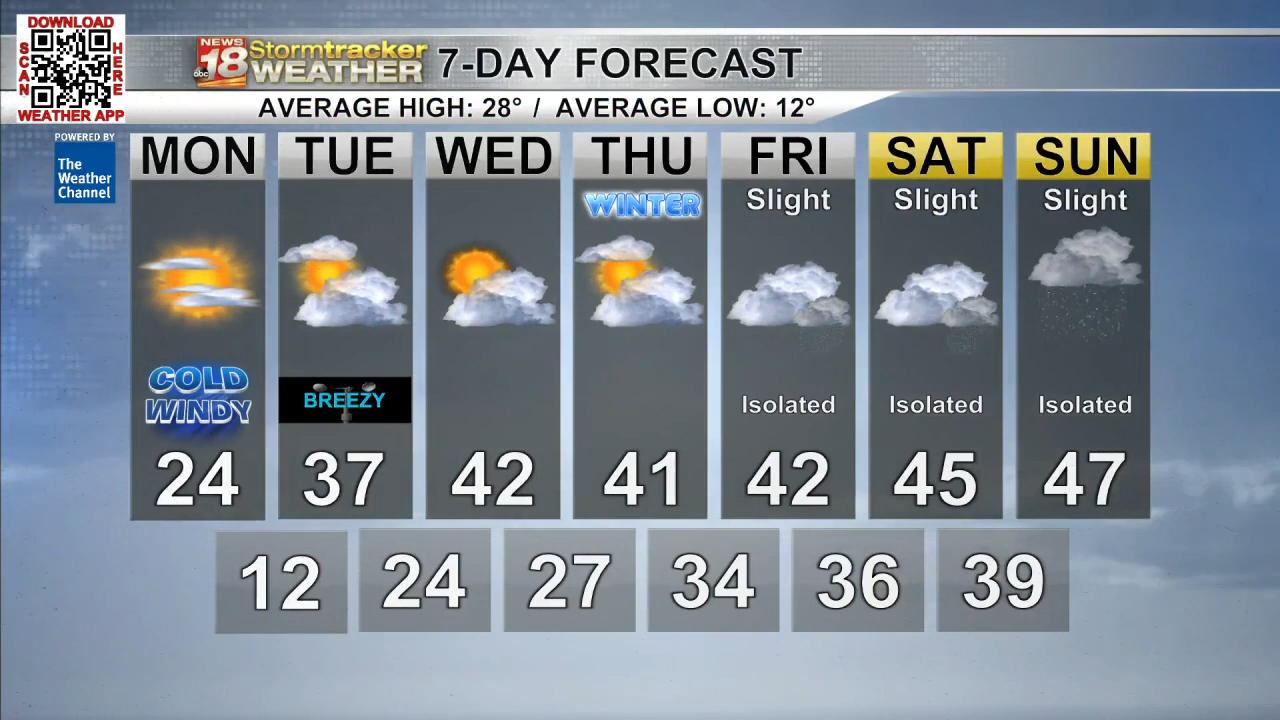 DOWNLOAD
SCAN
HERE
WEATHER APP
NEWS
abc 18
Stormtracker
WEATHER
7-DAY FORECAST
AVERAGE HIGH: 28° / AVERAGE LOW: 12°
POWERED BY
The
Weather
Channel
MON TUE WED THU FRI SAT SUN
WINTER Slight Slight Slight
COLD
WINDY
BREEZY Isolated Isolated Isolated
24 37 42 41 42 45 47
12 24 27 34 36 39